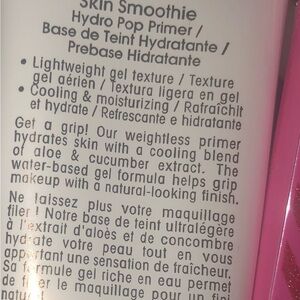 Skin Smoothie
Hydro Pop Primer /
Base de Teint Hydratante /
Prebase Hidratante
• Lightweight gel texture / Texture
gel aérien / Textura ligera en gel
• Cooling & moisturizing / Rafraîchit
et hydrate / Refrescante e hidratante
Get a grip! Our weightless primer
hydrates skin with a cooling blend
of aloe & cucumber extract. The
water-based gel formula helps grip
makeup with a natural-looking finish.
Ne laissez plus votre maquillage
filer ! Notre base de teint ultralégère
à l'extrait d'aloès et de concombre
hydrate votre peau tout en vous
apportant une sensation de fraîcheur.
Sa formule gel riche en eau permet
de fixer le maquillage pour un fini
naturel